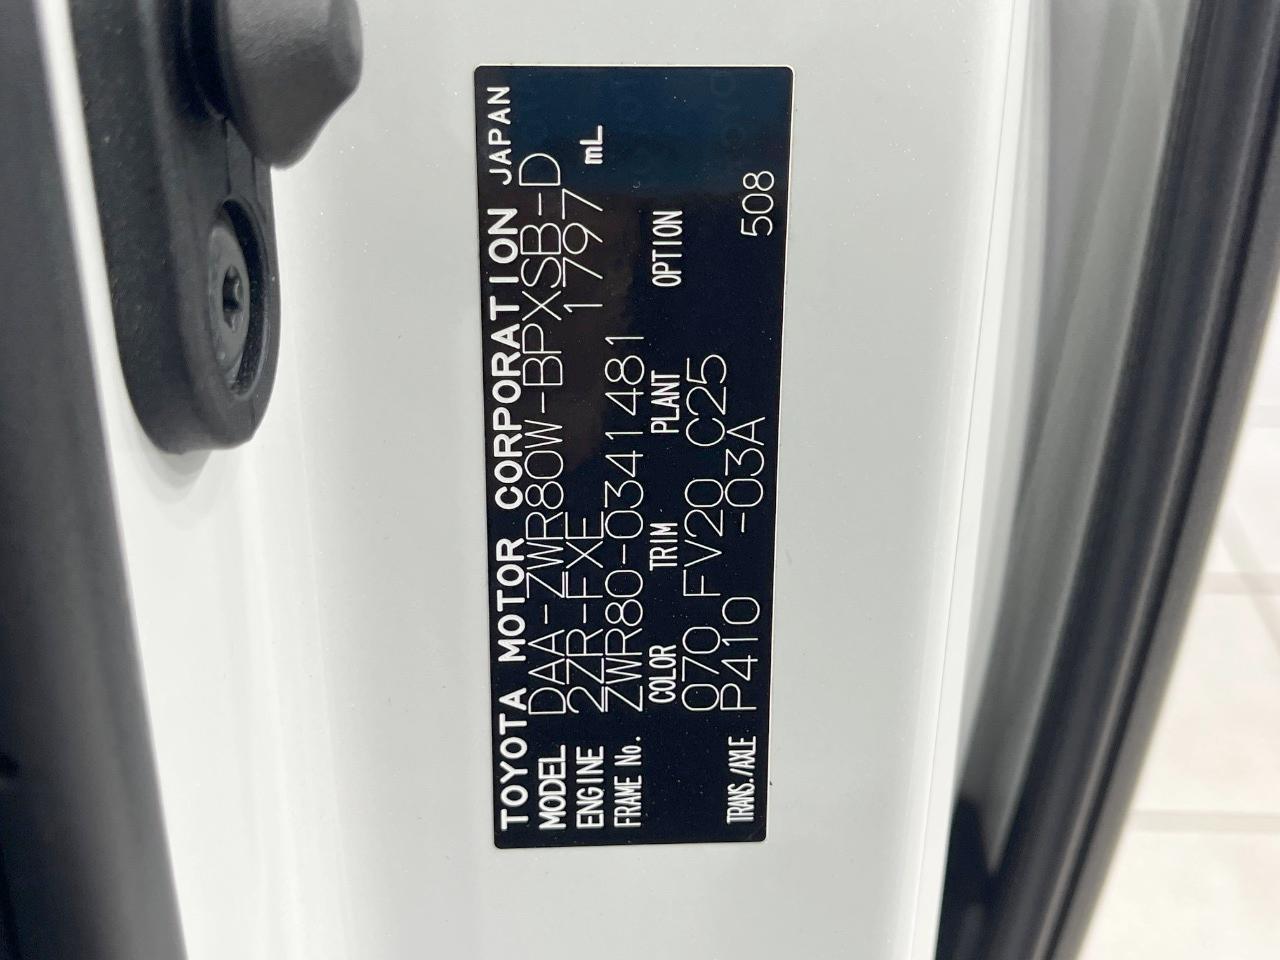 TOYOTA MOTOR CORPORATION JAPAN
MODEL DAA-ZWR80W-BPXSB-D
ENGINE 2ZR-FXE 1797 mL
FRAME No. ZWR80-0341481
COLOR TRIM PLANT OPTION
070 FV20 C25
TRANS./AXLE P410 -03A 508